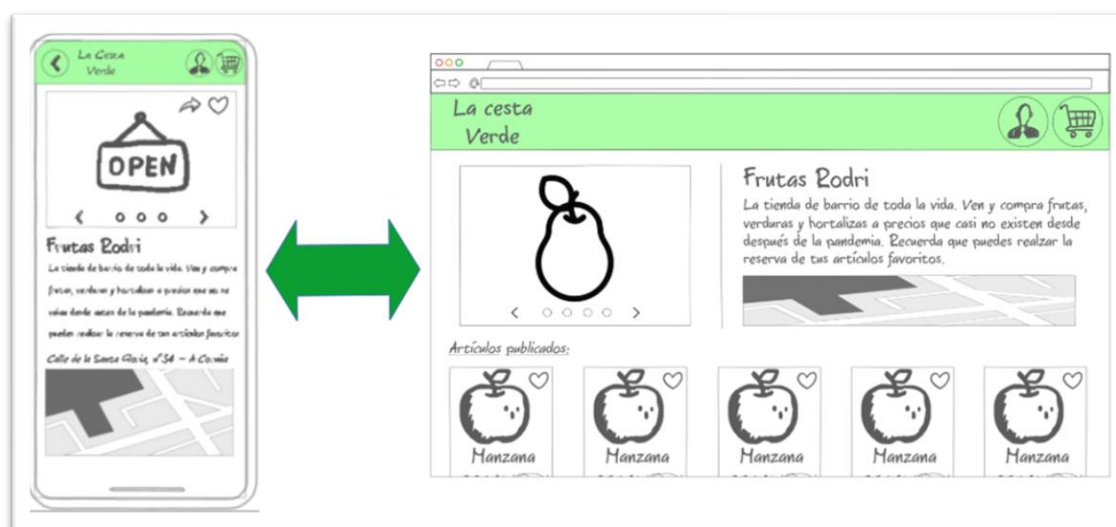 La Cesta
Verde
OPEN
Frutas Rodri
La tienda de barrio de toda la vida. Ven y compra
frutas, verduras y hortalizas a precios que no se
veían desde antes de la pandemia. Recuerda que
puedes realizar la reserva de tus artículos favoritos
Calle de la Santa nº34 - A Coruña
La cesta
Verde
Frutas Rodri
La tienda de barrio de toda la vida. Ven y compra frutas,
verduras y hortalizas a precios que casi no existen desde
después de la pandemia. Recuerda que puedes realzar la
reserva de tus artículos favoritos.
Artículos publicados:
Manzana
Manzana
Manzana
Manzana
Manzana